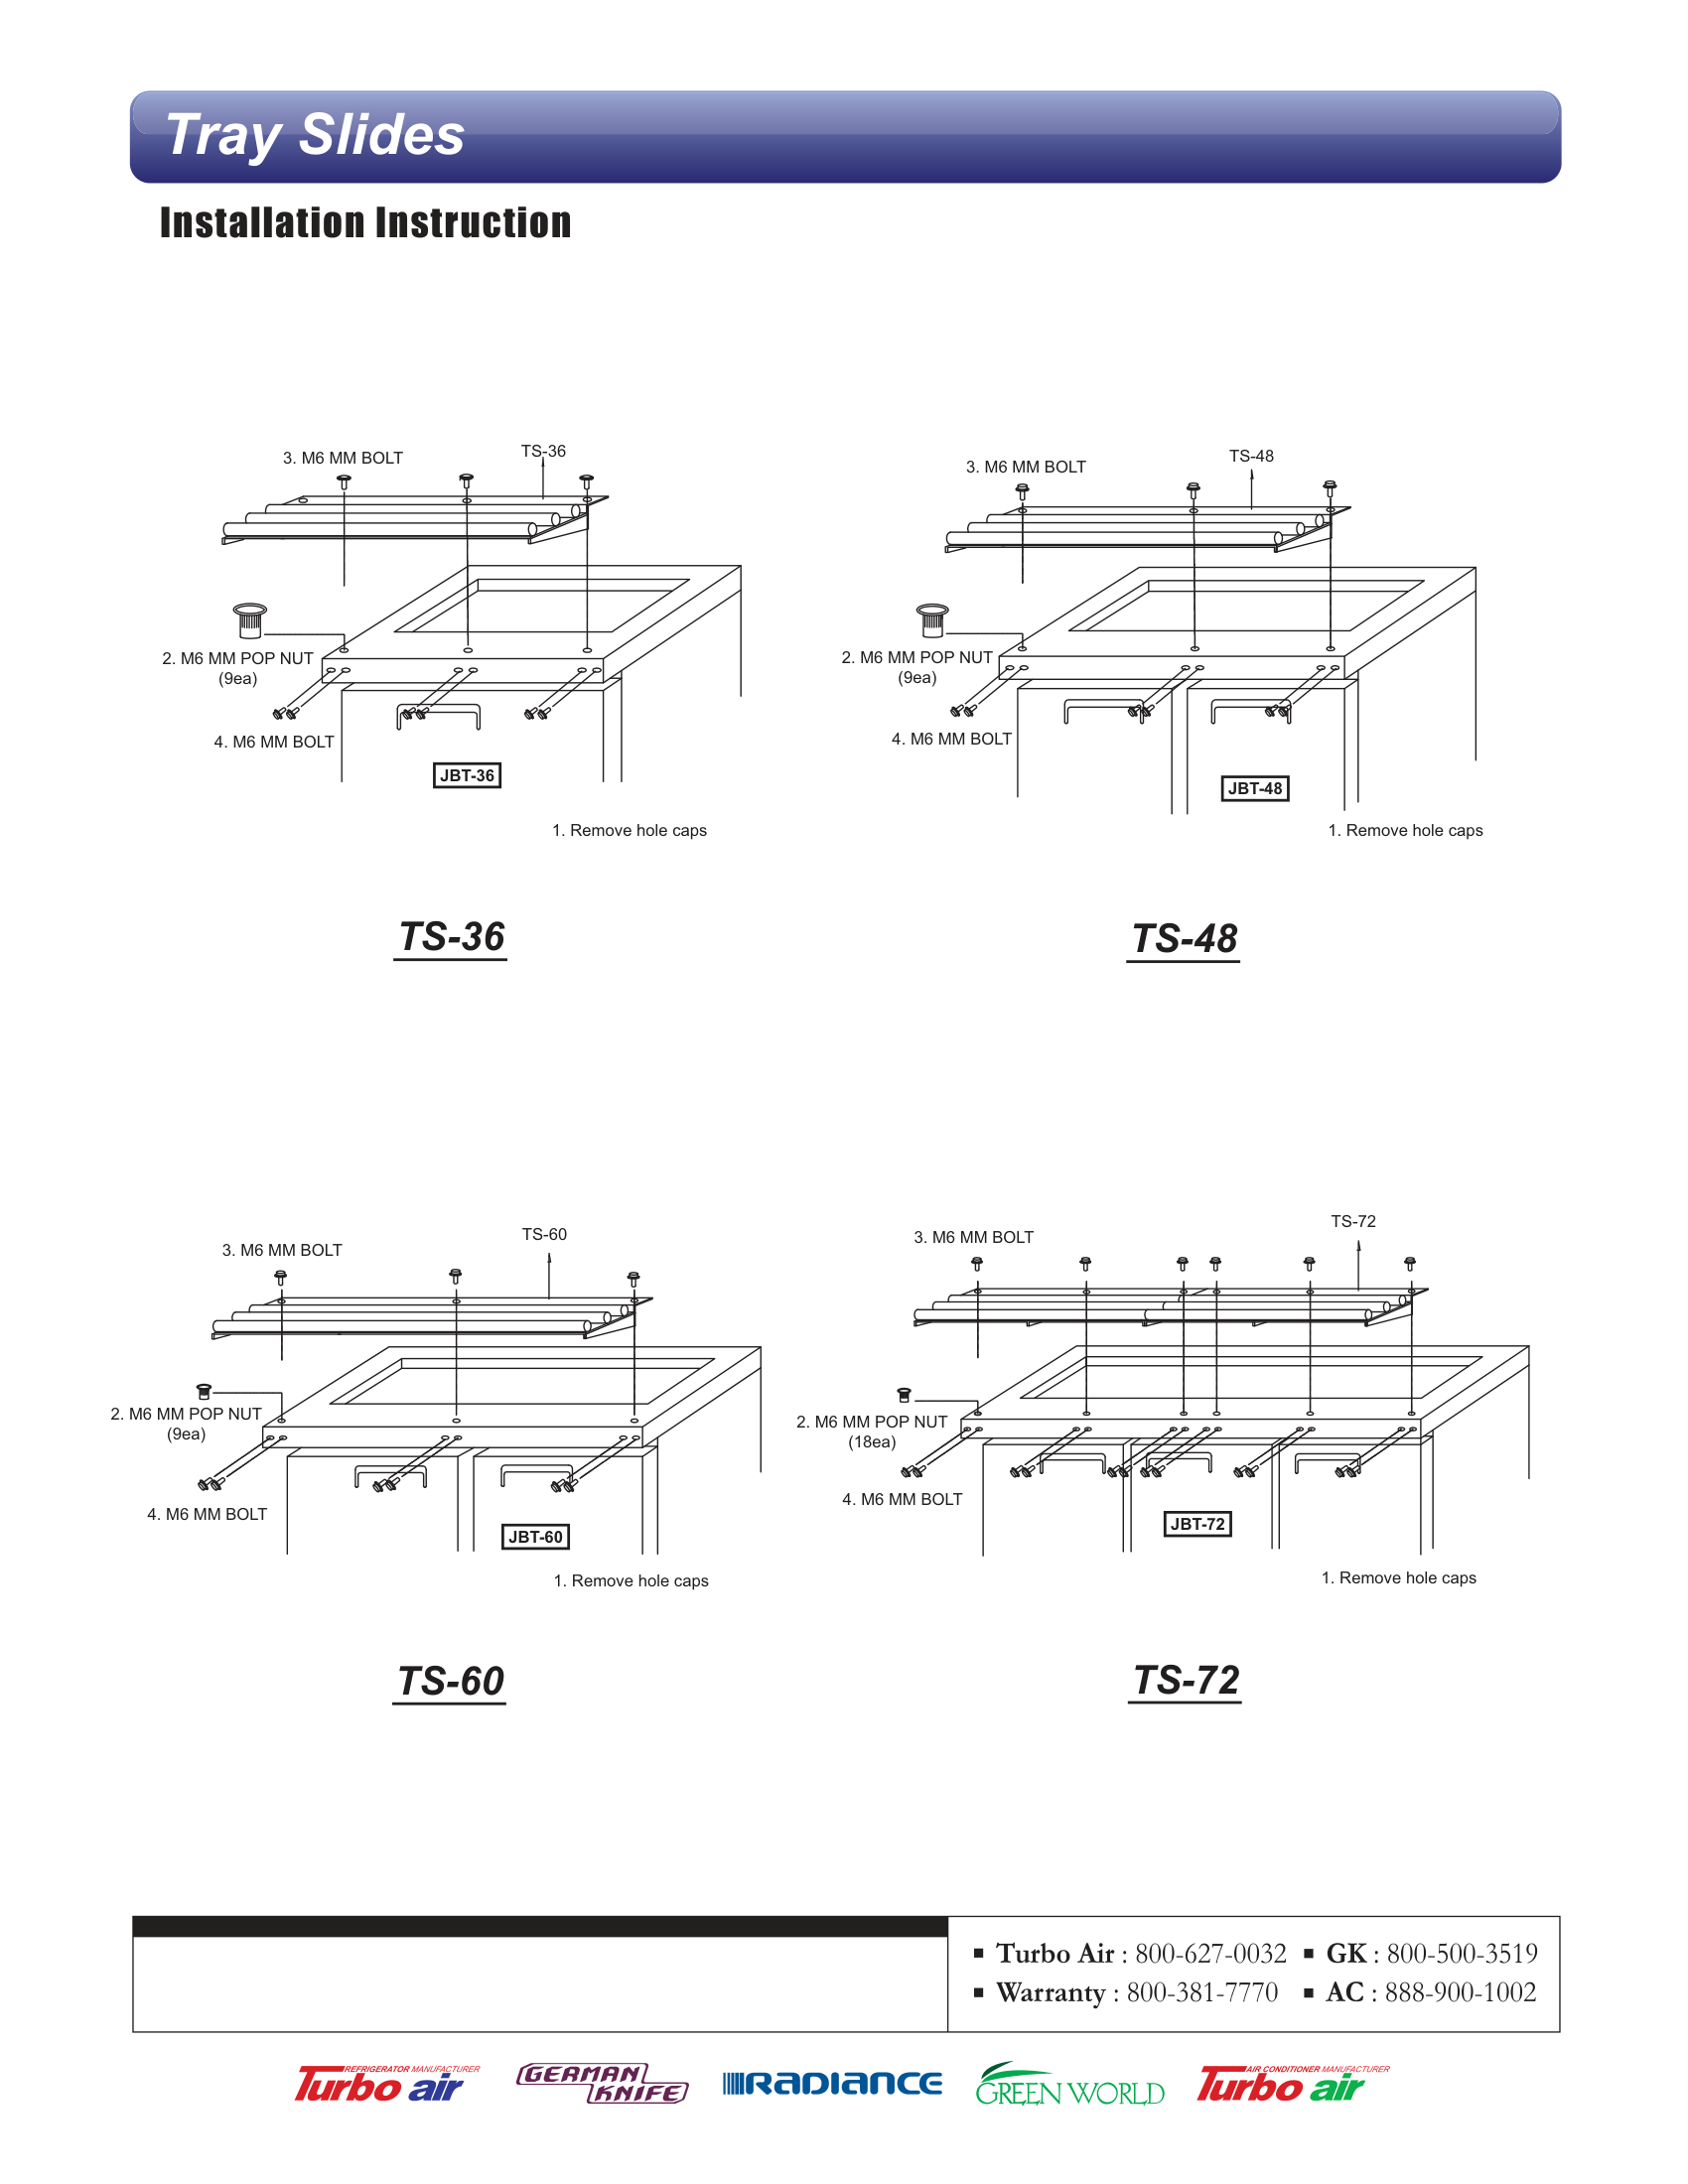 Tray Slides
Installation Instruction
3. M6 MM BOLT
TS-36
2. M6 MM POP NUT
(9ea)
4. M6 MM BOLT
JBT-36
1. Remove hole caps
TS-36
3. M6 MM BOLT
TS-48
2. M6 MM POP NUT
(9ea)
4. M6 MM BOLT
JBT-48
1. Remove hole caps
TS-48
3. M6 MM BOLT
TS-60
2. M6 MM POP NUT
(9ea)
4. M6 MM BOLT
JBT-60
1. Remove hole caps
TS-60
3. M6 MM BOLT
TS-72
2. M6 MM POP NUT
(18ea)
4. M6 MM BOLT
JBT-72
1. Remove hole caps
TS-72
▪ Turbo Air : 800-627-0032 ▪ GK : 800-500-3519
▪ Warranty : 800-381-7770 ▪ AC : 888-900-1002
REFRIGERATOR MANUFACTURER
Turbo air
GERMAN
KNIFE
RADIANCE
GREEN WORLD
AIR CONDITIONER MANUFACTURER
Turbo air